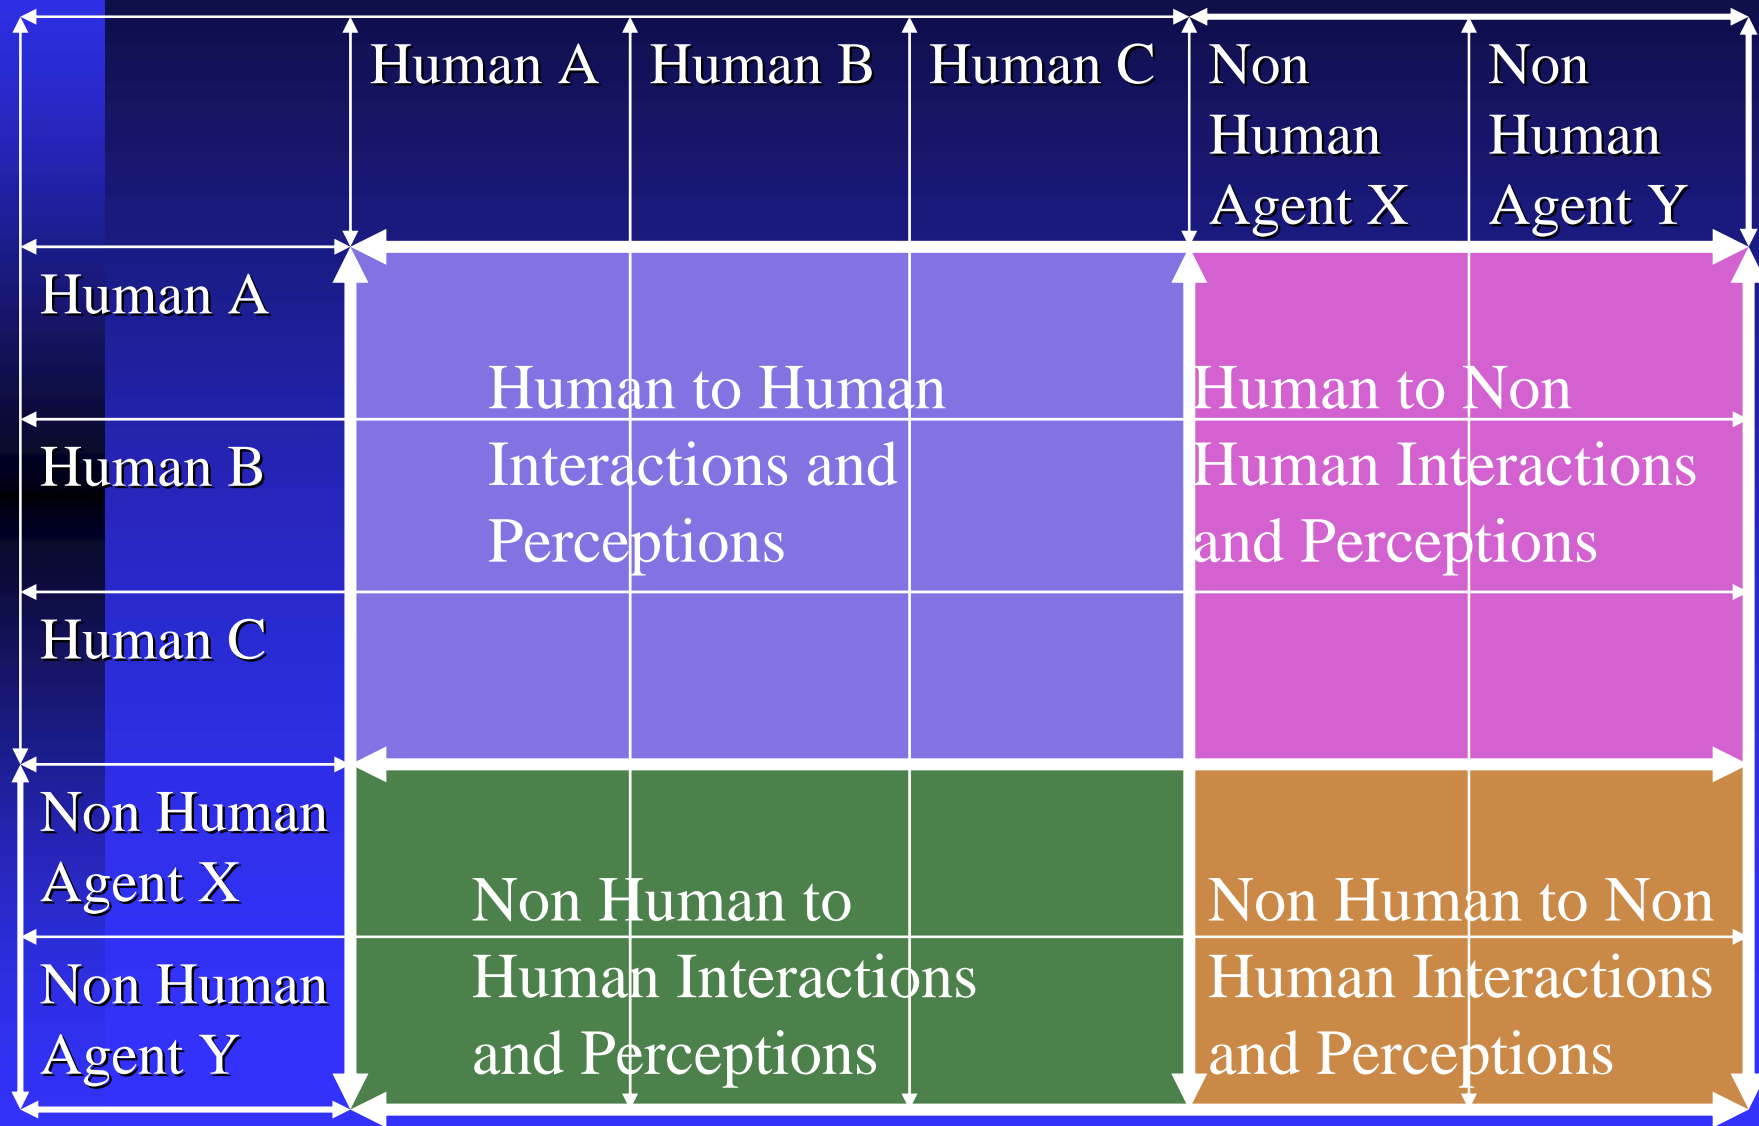 Human A
Human B
Human C
Non
Human
Agent X
Non
Human
Agent Y
Human A
Human B
Human C
Non Human
Agent X
Non Human
Agent Y
Human to Human
Interactions and
Perceptions
Human to Non
Human Interactions
and Perceptions
Non Human to
Human Interactions
and Perceptions
Non Human to Non
Human Interactions
and Perceptions